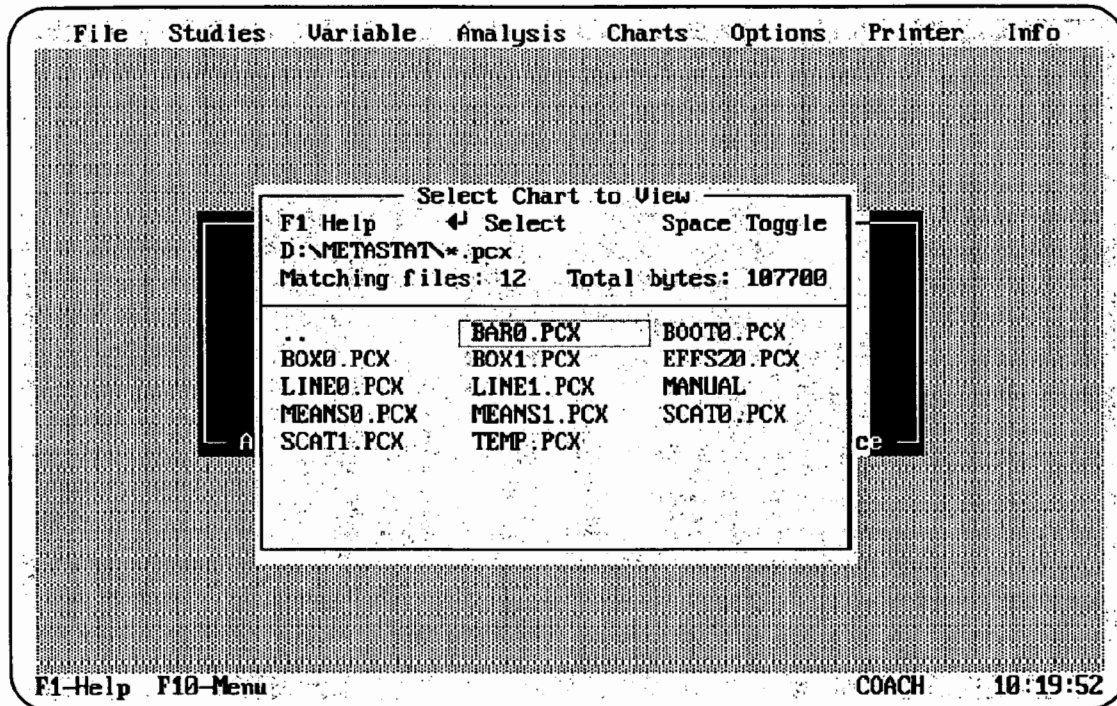 File Studies Variable Analysis Charts Options Printer Info
Select Chart to View
F1 Help ↵ Select Space Toggle
D:\METASTAT\*.pcx
Matching files: 12 Total bytes: 107700
.. BAR0.PCX BOOT0.PCX
BOX0.PCX BOX1.PCX EFFSZ0.PCX
LINE0.PCX LINE1.PCX MANUAL
MEANS0.PCX MEANS1.PCX SCAT0.PCX
SCAT1.PCX TEMP.PCX
A ce
F1-Help F10-Menu COACH 10:19:52